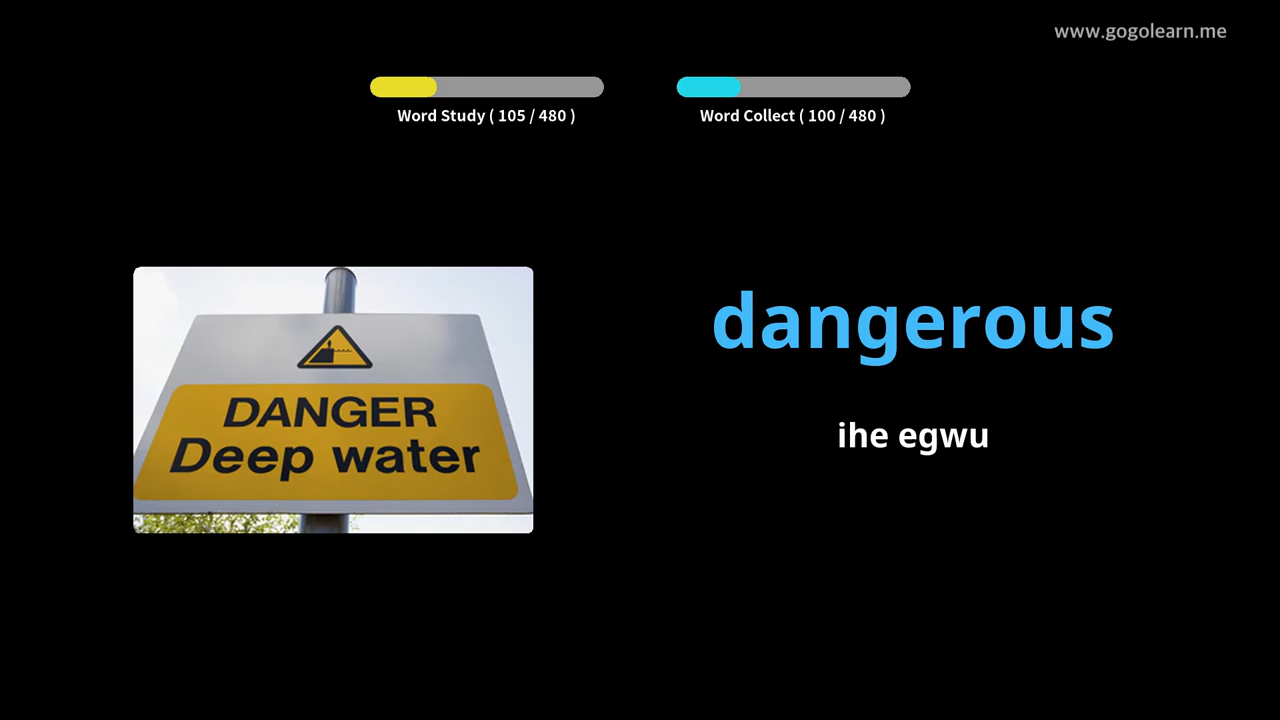 www.gogolearn.me
Word Study ( 105 / 480 )
Word Collect ( 100 / 480 )
DANGER
Deep water
dangerous
ihe egwu